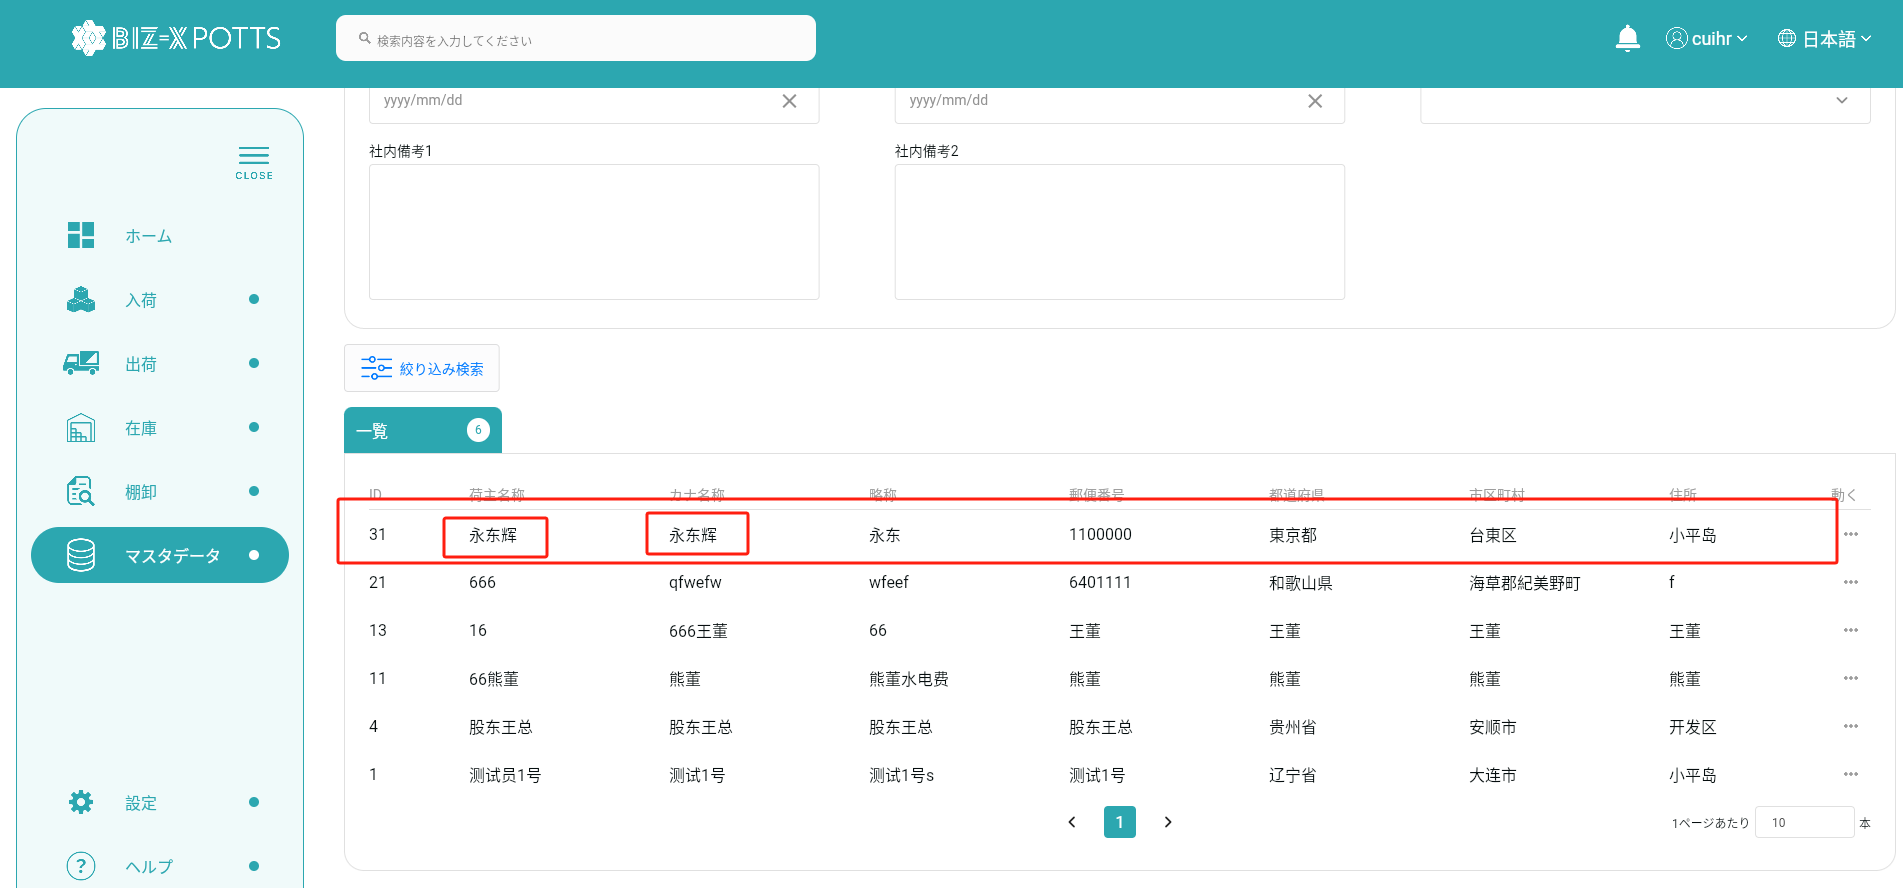 BIZ-X POTTS
検索内容を入力してください
cuihr
日本語
CLOSE
ホーム
入荷
出荷
在庫
棚卸
マスタデータ
設定
ヘルプ
yyyy/mm/dd
yyyy/mm/dd
社内備考1
社内備考2
絞り込み検索
一覧 6
ID 荷主名称 カナ名称 略称 郵便番号 都道府県 市区町村 住所 動く
31 永东辉 永东辉 永东 1100000 東京都 台東区 小平岛
21 666 qfwefw wfeef 6401111 和歌山県 海草郡紀美野町 f
13 16 666王董 66 王董 王董 王董 王董
11 66熊董 熊董 熊董水电费 熊董 熊董 熊董 熊董
4 股东王总 股东王总 股东王总 股东王总 贵州省 安顺市 开发区
1 测试员1号 测试1号 测试1号s 测试1号 辽宁省 大连市 小平岛
1
1ページあたり 10 本